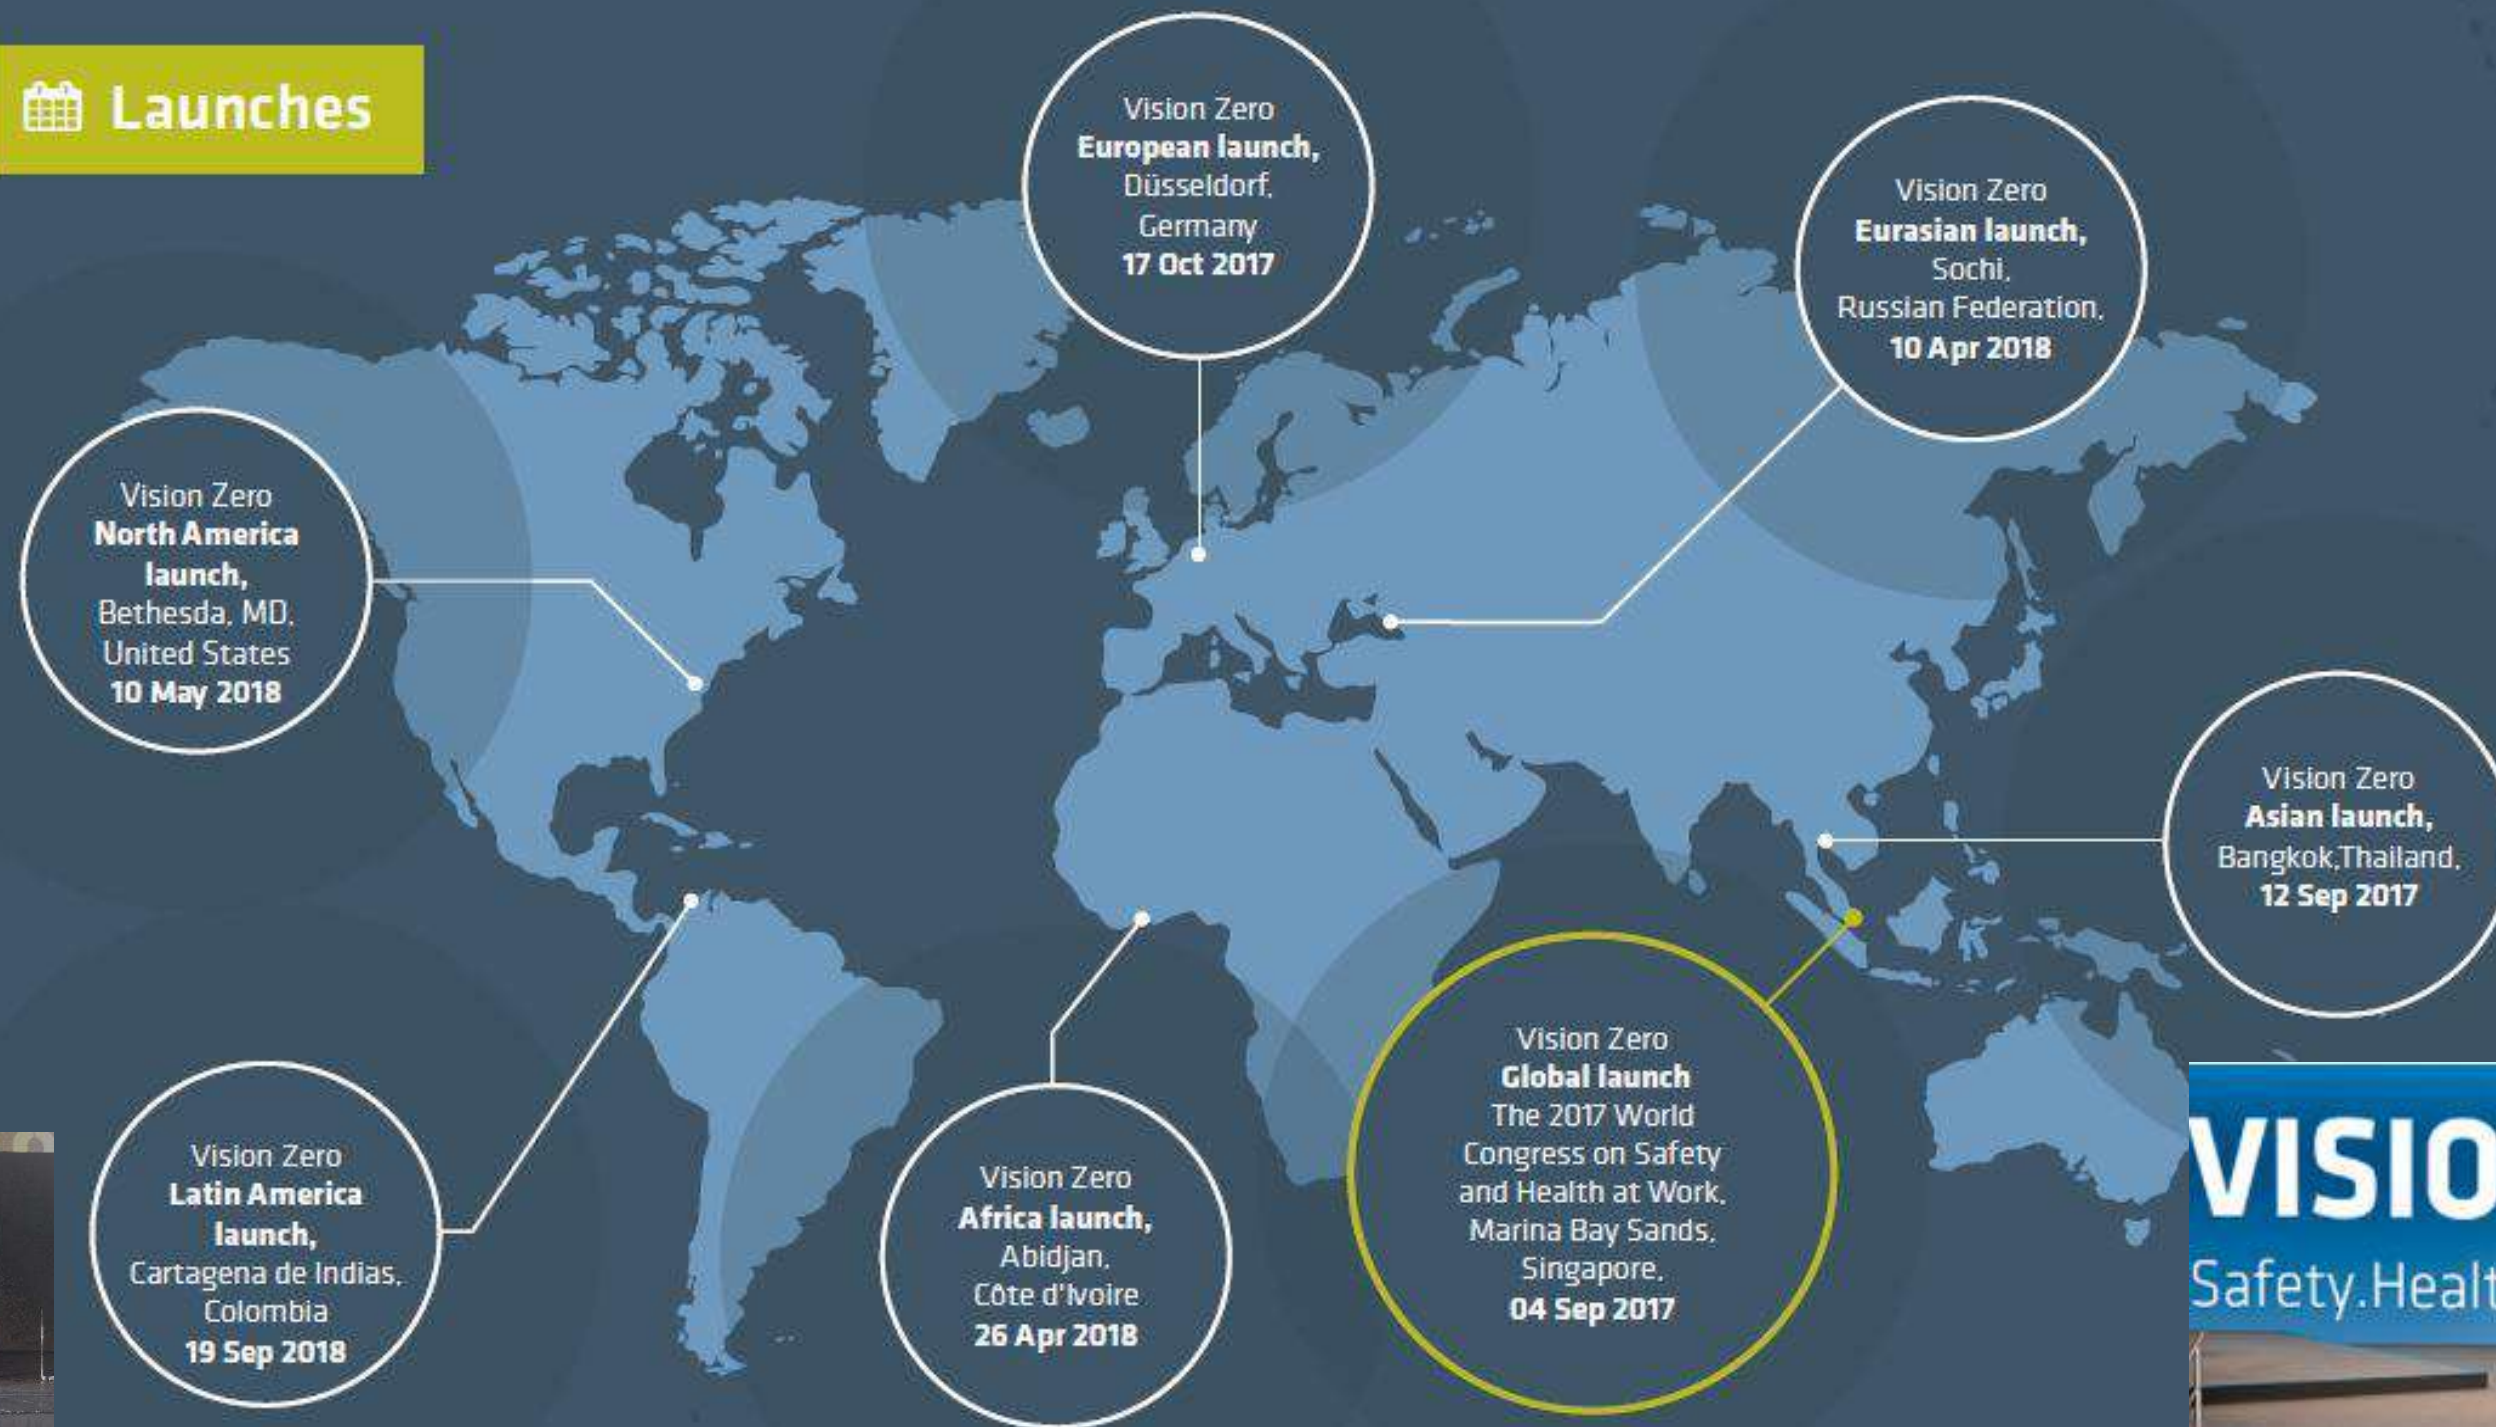 Launches
Vision Zero
European launch,
Düsseldorf,
Germany
17 Oct 2017
Vision Zero
Eurasian launch,
Sochi,
Russian Federation,
10 Apr 2018
Vision Zero
North America
launch,
Bethesda, MD,
United States
10 May 2018
Vision Zero
Asian launch,
Bangkok,Thailand,
12 Sep 2017
Vision Zero
Latin America
launch,
Cartagena de Indias,
Colombia
19 Sep 2018
Vision Zero
Africa launch,
Abidjan,
Côte d'Ivoire
26 Apr 2018
Vision Zero
Global launch
The 2017 World
Congress on Safety
and Health at Work,
Marina Bay Sands,
Singapore,
04 Sep 2017
VISIO
Safety.Healt